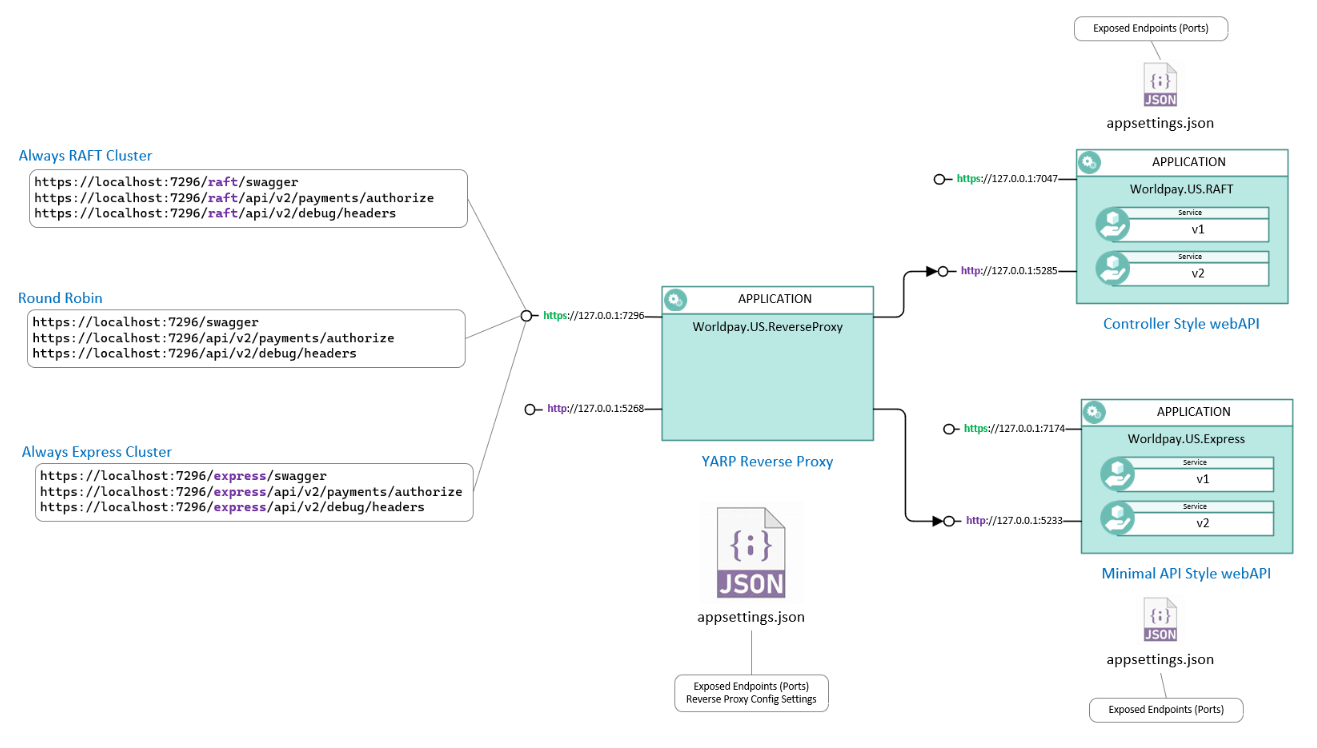 Exposed Endpoints (Ports)
{;}
JSON
appsettings.json
Always RAFT Cluster
https://localhost:7296/raft/swagger
https://localhost:7296/raft/api/v2/payments/authorize
https://localhost:7296/raft/api/v2/debug/headers
Round Robin
https://localhost:7296/swagger
https://localhost:7296/api/v2/payments/authorize
https://localhost:7296/api/v2/debug/headers
Always Express Cluster
https://localhost:7296/express/swagger
https://localhost:7296/express/api/v2/payments/authorize
https://localhost:7296/express/api/v2/debug/headers
https://127.0.0.1:7296
http://127.0.0.1:5268
APPLICATION
Worldpay.US.ReverseProxy
YARP Reverse Proxy
{;}
JSON
appsettings.json
Exposed Endpoints (Ports)
Reverse Proxy Config Settings
https://127.0.0.1:7047
http://127.0.0.1:5285
APPLICATION
Worldpay.US.RAFT
Service
v1
Service
v2
Controller Style webAPI
https://127.0.0.1:7174
http://127.0.0.1:5233
APPLICATION
Worldpay.US.Express
Service
v1
Service
v2
Minimal API Style webAPI
{;}
JSON
appsettings.json
Exposed Endpoints (Ports)